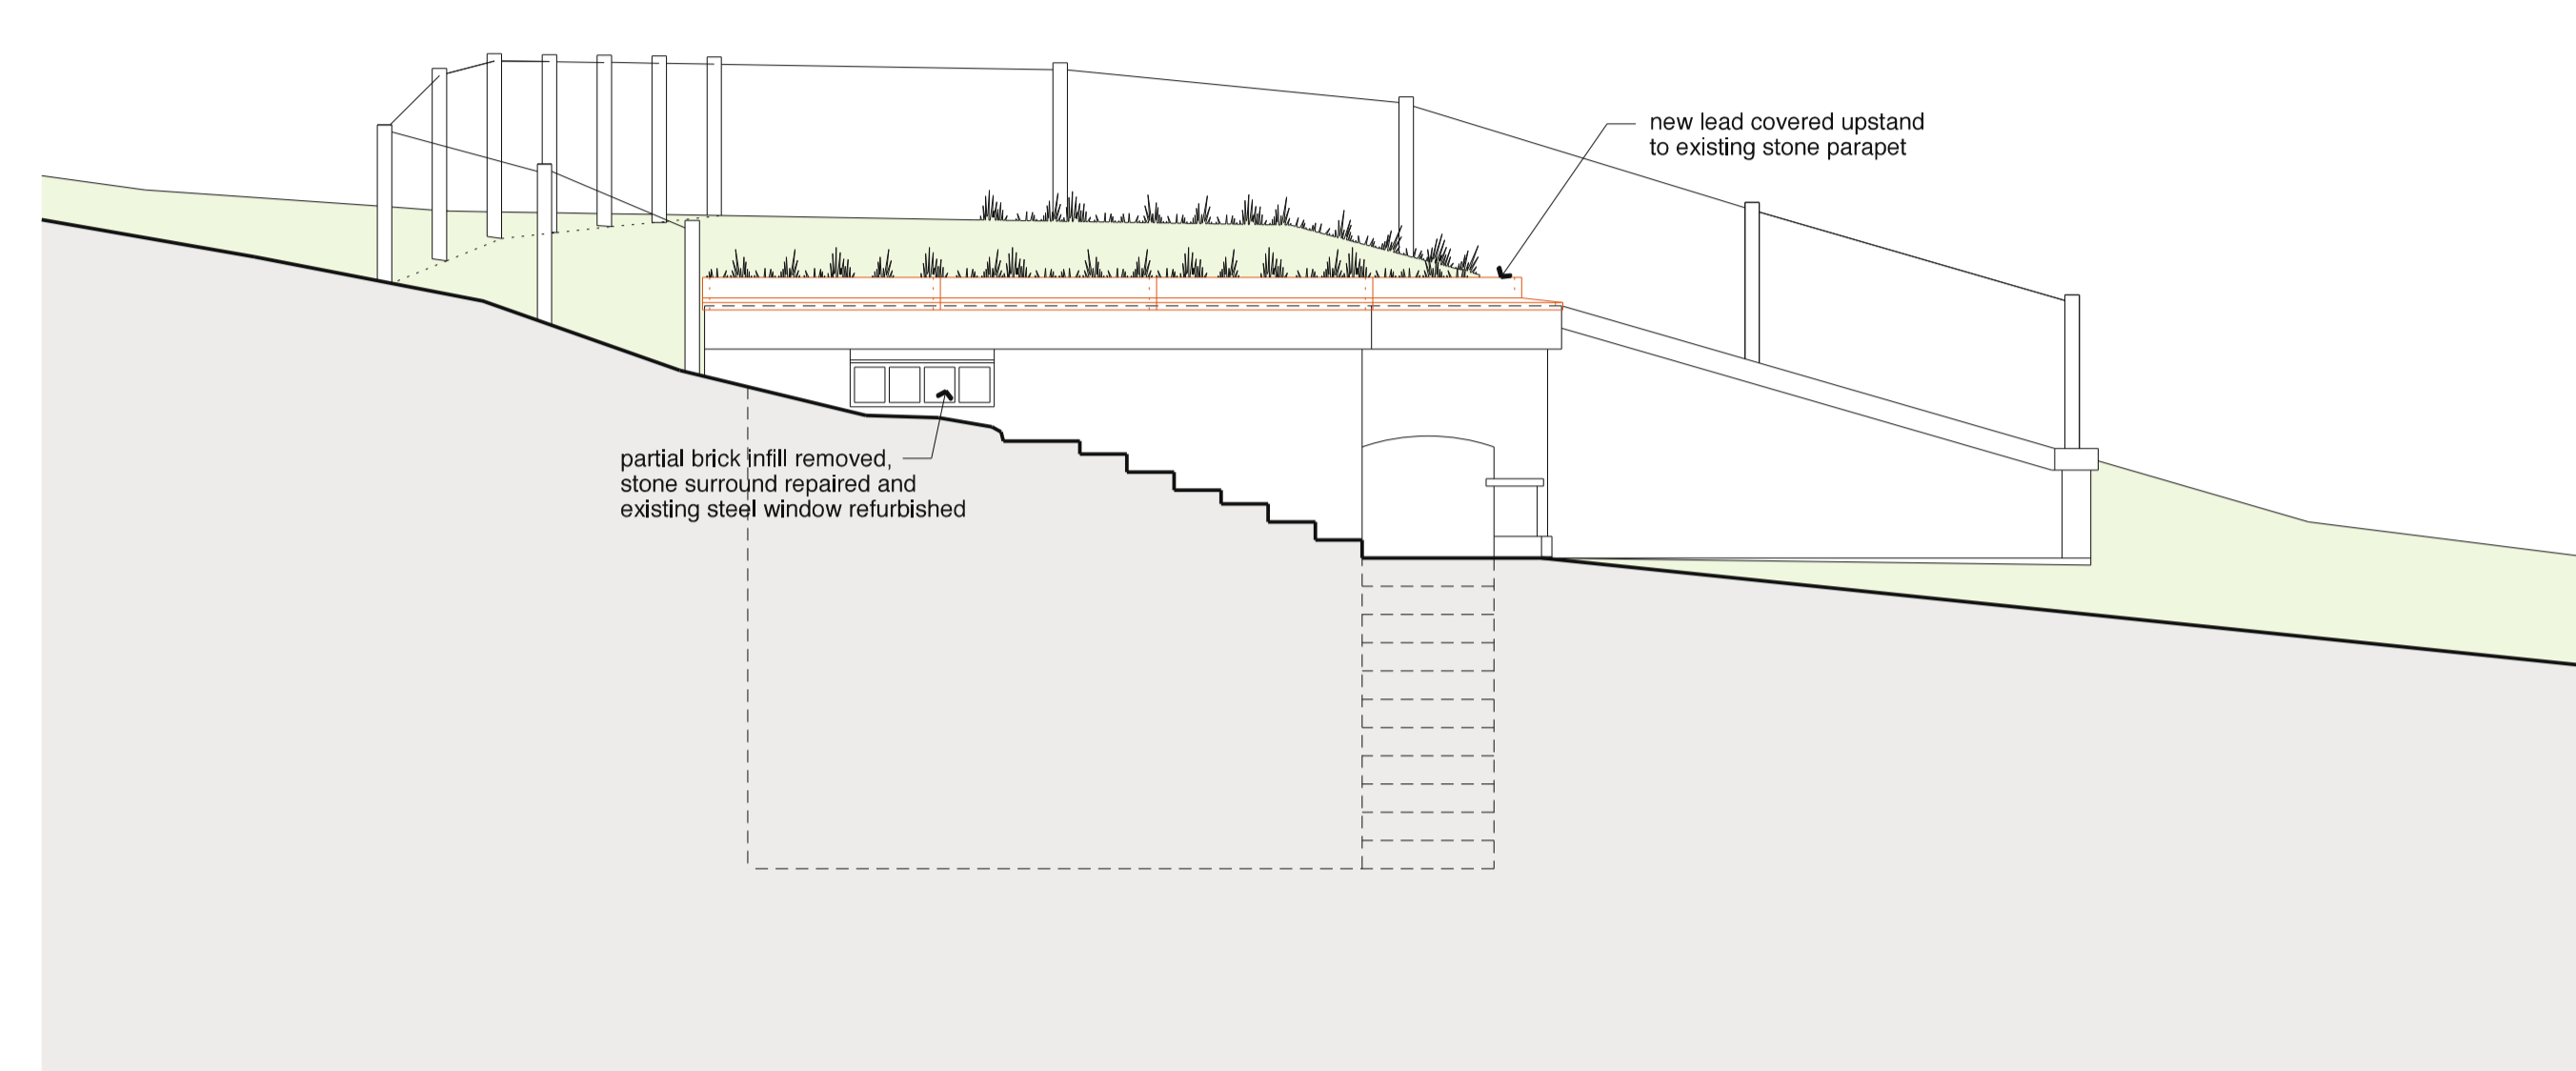 new lead covered upstand
to existing stone parapet
partial brick infill removed,
stone surround repaired and
existing steel window refurbished